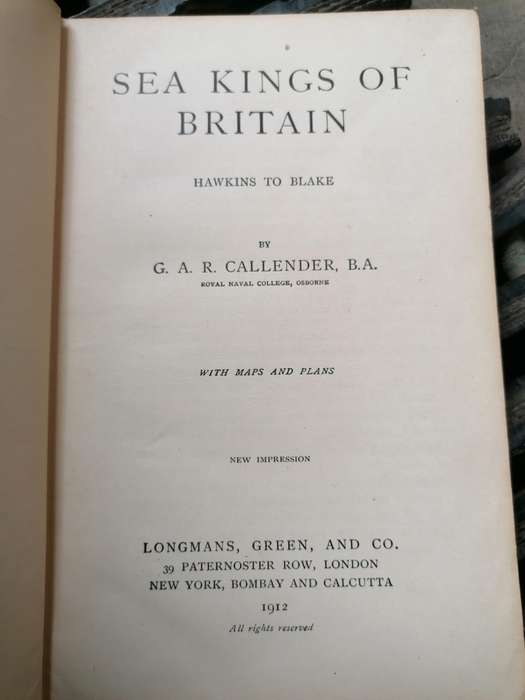 SEA KINGS OF
BRITAIN
HAWKINS TO BLAKE
BY
G. A. R. CALLENDER, B.A.
ROYAL NAVAL COLLEGE, OSBORNE
WITH MAPS AND PLANS
NEW IMPRESSION
LONGMANS, GREEN, AND CO.
39 PATERNOSTER ROW, LONDON
NEW YORK, BOMBAY AND CALCUTTA
1912
All rights reserved